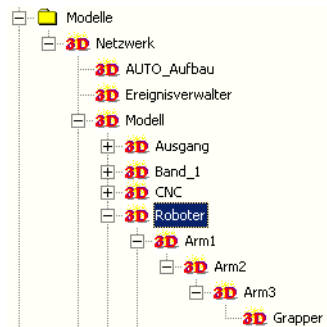 Modelle
3D Netzwerk
3D AUTO_Aufbau
3D Ereignisverwalter
3D Modell
3D Ausgang
3D Band_1
3D CNC
3D Roboter
3D Arm1
3D Arm2
3D Arm3
3D Grapper